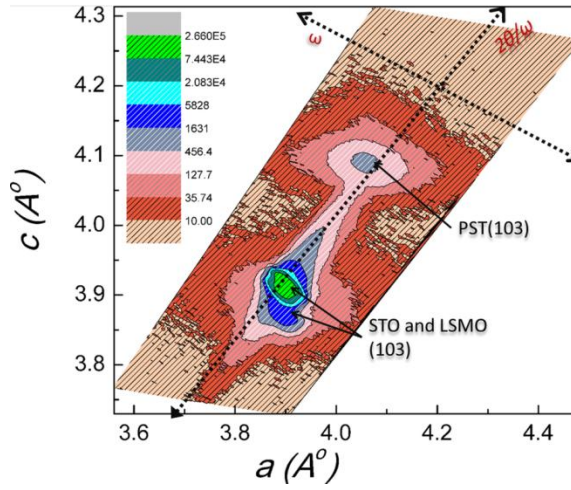 4.3
4.2
4.1
4.0
3.9
3.8
c (Aº)
2.660E5
7.443E4
2.083E4
5828
1631
456.4
127.7
35.74
10.00
ω
2θ/ω
PST(103)
STO and LSMO
(103)
3.6
3.8
4.0
4.2
4.4
a (Aº)